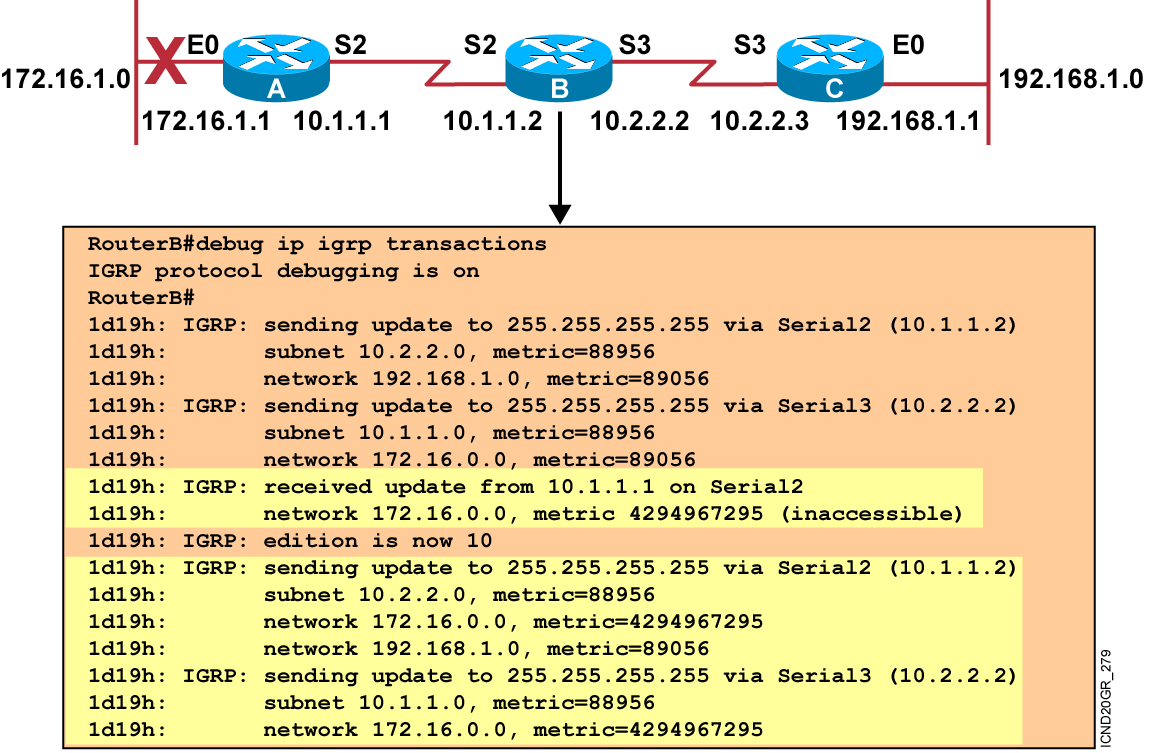 E0 S2 S2 S3 S3 E0
172.16.1.0 A B C 192.168.1.0
172.16.1.1 10.1.1.1 10.1.1.2 10.2.2.2 10.2.2.3 192.168.1.1
RouterB#debug ip igrp transactions
IGRP protocol debugging is on
RouterB#
1d19h: IGRP: sending update to 255.255.255.255 via Serial2 (10.1.1.2)
1d19h:       subnet 10.2.2.0, metric=88956
1d19h:       network 192.168.1.0, metric=89056
1d19h: IGRP: sending update to 255.255.255.255 via Serial3 (10.2.2.2)
1d19h:       subnet 10.1.1.0, metric=88956
1d19h:       network 172.16.0.0, metric=89056
1d19h: IGRP: received update from 10.1.1.1 on Serial2
1d19h:       network 172.16.0.0, metric 4294967295 (inaccessible)
1d19h: IGRP: edition is now 10
1d19h: IGRP: sending update to 255.255.255.255 via Serial2 (10.1.1.2)
1d19h:       subnet 10.2.2.0, metric=88956
1d19h:       network 172.16.0.0, metric=4294967295
1d19h:       network 192.168.1.0, metric=89056
1d19h: IGRP: sending update to 255.255.255.255 via Serial3 (10.2.2.2)
1d19h:       subnet 10.1.1.0, metric=88956
1d19h:       network 172.16.0.0, metric=4294967295
ICND20GR_279